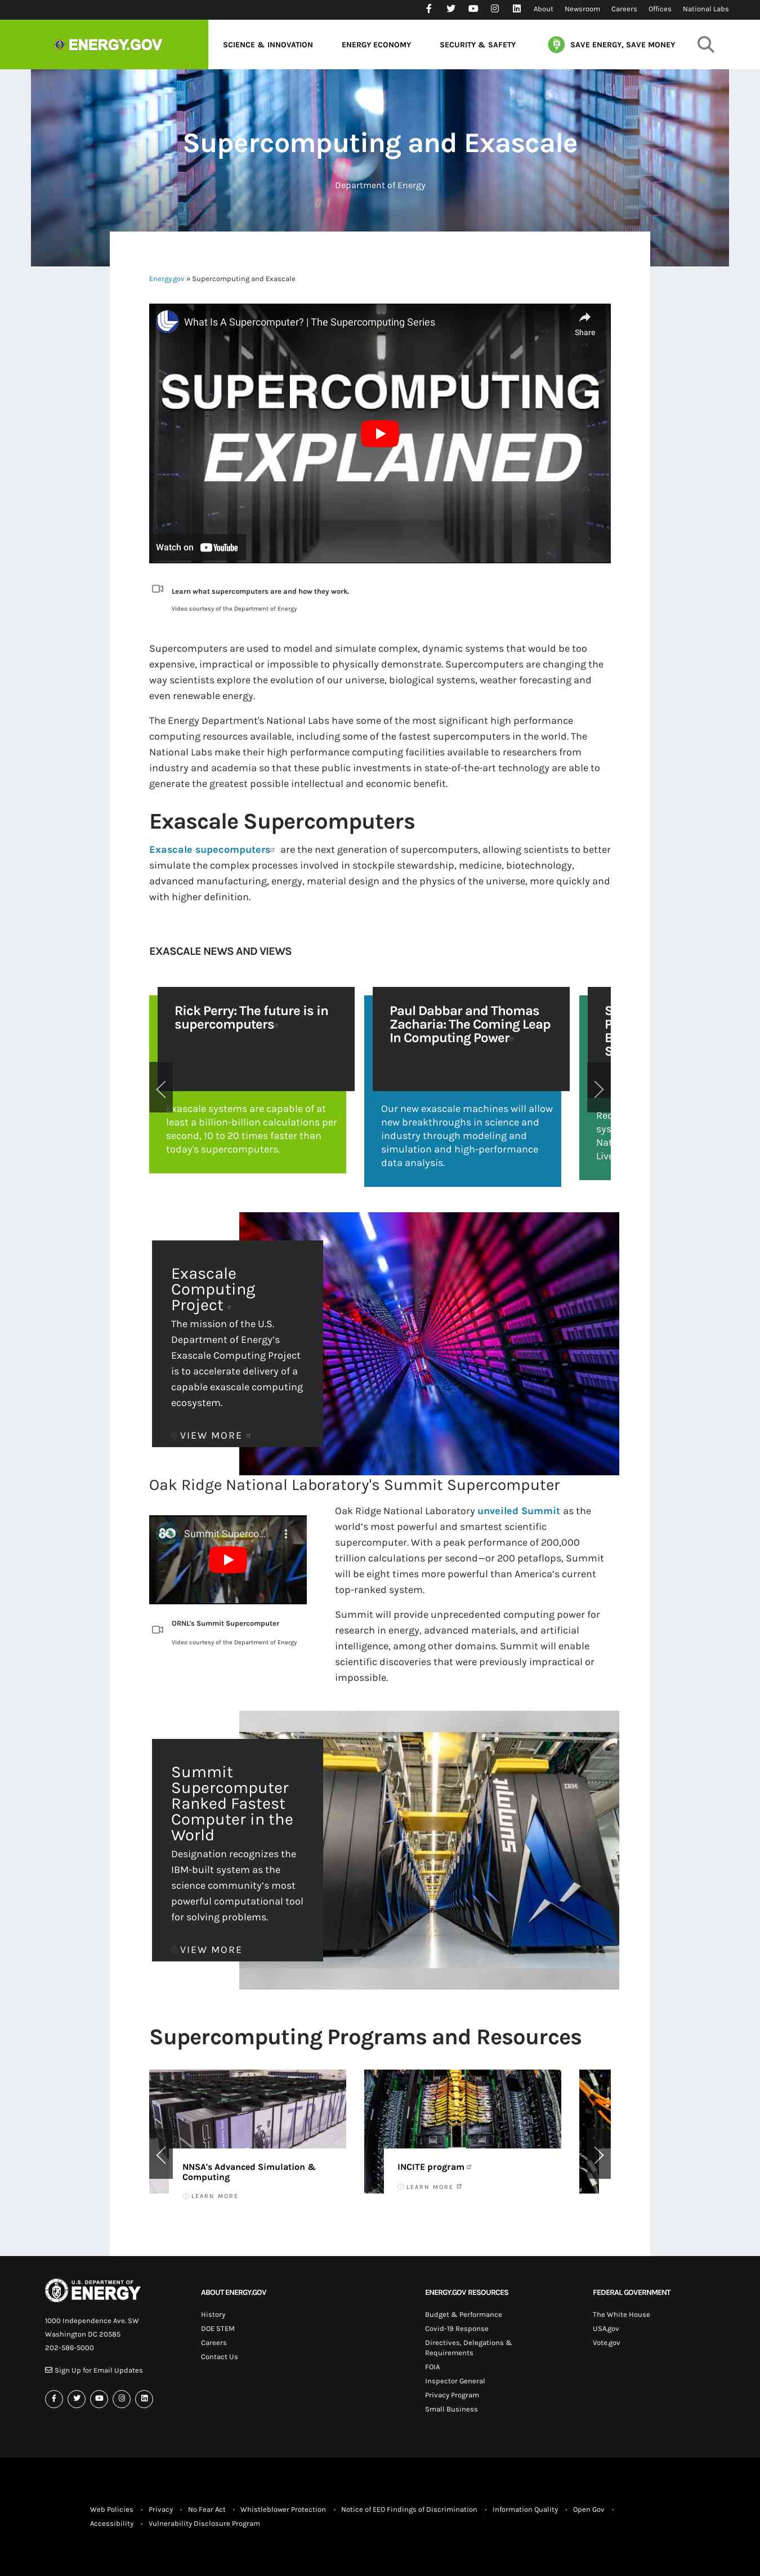 About Newsroom Careers Offices National Labs
ENERGY.GOV
SCIENCE & INNOVATION ENERGY ECONOMY SECURITY & SAFETY SAVE ENERGY, SAVE MONEY
Supercomputing and Exascale
Department of Energy
Energy.gov » Supercomputing and Exascale
What Is A Supercomputer? | The Supercomputing Series
Share
SUPERCOMPUTING
EXPLAINED
Watch on YouTube
Learn what supercomputers are and how they work.
Video courtesy of the Department of Energy
Supercomputers are used to model and simulate complex, dynamic systems that would be too
expensive, impractical or impossible to physically demonstrate. Supercomputers are changing the
way scientists explore the evolution of our universe, biological systems, weather forecasting and
even renewable energy.
The Energy Department's National Labs have some of the most significant high performance
computing resources available, including some of the fastest supercomputers in the world. The
National Labs make their high performance computing facilities available to researchers from
industry and academia so that these public investments in state-of-the-art technology are able to
generate the greatest possible intellectual and economic benefit.
Exascale Supercomputers
Exascale supecomputers are the next generation of supercomputers, allowing scientists to better
simulate the complex processes involved in stockpile stewardship, medicine, biotechnology,
advanced manufacturing, energy, material design and the physics of the universe, more quickly and
with higher definition.
EXASCALE NEWS AND VIEWS
Rick Perry: The future is in
supercomputers
Exascale systems are capable of at
least a billion-billion calculations per
second, 10 to 20 times faster than
today's supercomputers.
Paul Dabbar and Thomas
Zacharia: The Coming Leap
In Computing Power
Our new exascale machines will allow
new breakthroughs in science and
industry through modeling and
simulation and high-performance
data analysis.
Exascale
Computing
Project
The mission of the U.S.
Department of Energy's
Exascale Computing Project
is to accelerate delivery of a
capable exascale computing
ecosystem.
VIEW MORE
Oak Ridge National Laboratory's Summit Supercomputer
Summit Superco...
ORNL's Summit Supercomputer
Video courtesy of the Department of Energy
Oak Ridge National Laboratory unveiled Summit as the
world's most powerful and smartest scientific
supercomputer. With a peak performance of 200,000
trillion calculations per second—or 200 petaflops, Summit
will be eight times more powerful than America's current
top-ranked system.
Summit will provide unprecedented computing power for
research in energy, advanced materials, and artificial
intelligence, among other domains. Summit will enable
scientific discoveries that were previously impractical or
impossible.
Summit
Supercomputer
Ranked Fastest
Computer in the
World
Designation recognizes the
IBM-built system as the
science community's most
powerful computational tool
for solving problems.
VIEW MORE
IBM
SUMMIT
Supercomputing Programs and Resources
NNSA's Advanced Simulation &
Computing
LEARN MORE
INCITE program
LEARN MORE
U.S. DEPARTMENT OF
ENERGY
1000 Independence Ave. SW
Washington DC 20585
202-586-5000
Sign Up for Email Updates
ABOUT ENERGY.GOV
History
DOE STEM
Careers
Contact Us
ENERGY.GOV RESOURCES
Budget & Performance
Covid-19 Response
Directives, Delegations &
Requirements
FOIA
Inspector General
Privacy Program
Small Business
FEDERAL GOVERNMENT
The White House
USA.gov
Vote.gov
Web Policies • Privacy • No Fear Act • Whistleblower Protection • Notice of EEO Findings of Discrimination • Information Quality • Open Gov •
Accessibility • Vulnerability Disclosure Program